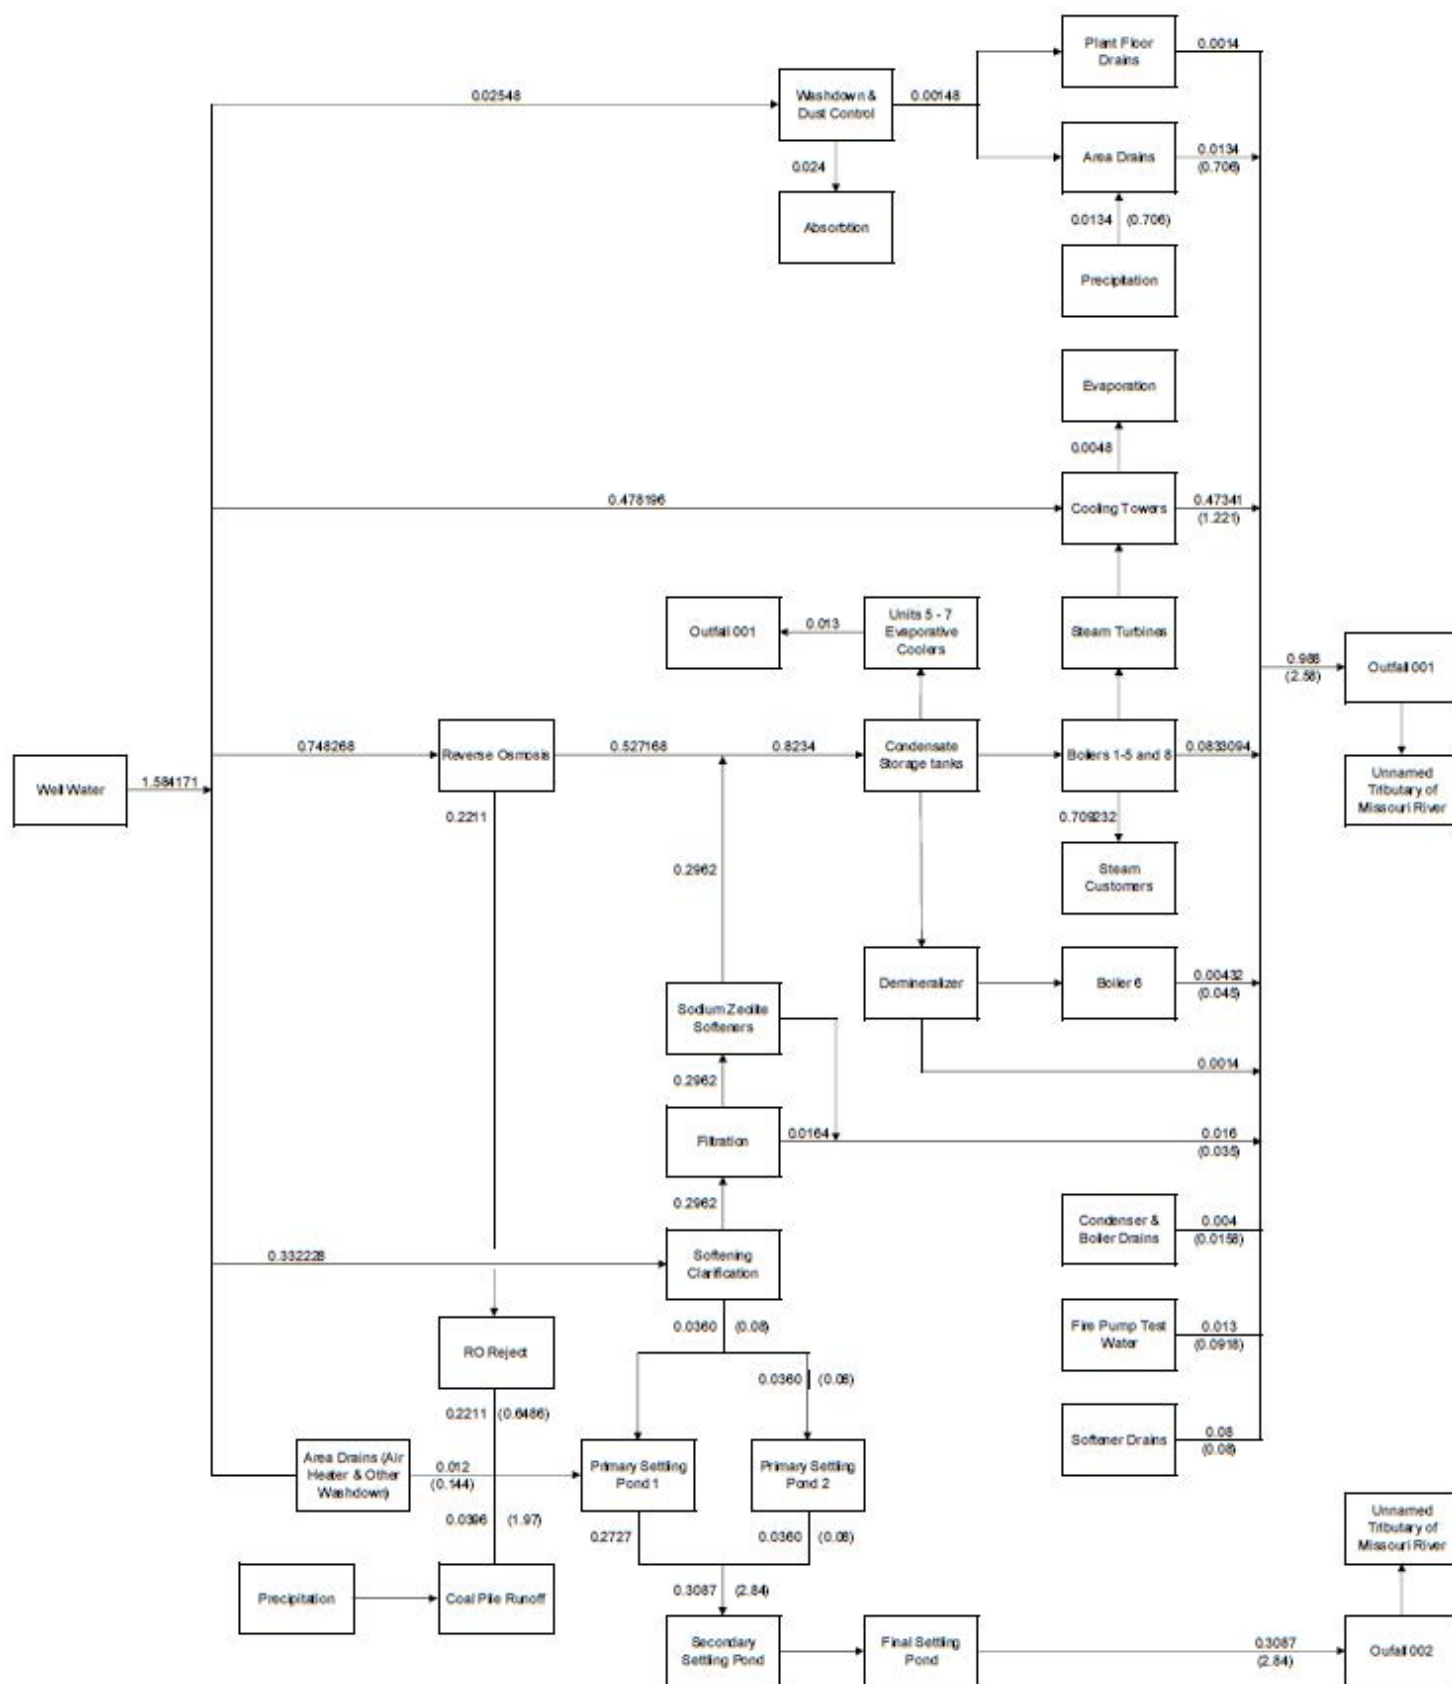 Plant Floor
Drains
0.0014
0.02548
Washdown &
Dust Control
0.00148
Area Drains
0.0134
(0.706)
0.024
Absorbtion
0.0134 (0.706)
Precipitation
Evaporation
0.0048
0.478196
Cooling Towers
0.47341
(1.221)
Outfall 001
0.013
Units 5 - 7
Evaporative
Coolers
Steam Turbines
0.988
(2.58)
Outfall 001
Well Water
1.584171
0.748268
Reverse Osmosis
0.527168
0.8234
Condensate
Storage tanks
Boilers 1-5 and 8
0.0833094
Unnamed
Tributary of
Missouri River
0.2211
0.709232
Steam
Customers
0.2962
Sodium Zeolite
Softeners
Demineralizer
Boiler 6
0.00432
(0.045)
0.0014
0.2962
Filtration
0.0164
0.016
(0.035)
0.2962
Condenser &
Boiler Drains
0.004
(0.0158)
0.332228
Softening
Clarification
0.0360 (0.08)
RO Reject
Fire Pump Test
Water
0.013
(0.0918)
0.0360 (0.08)
0.2211 (0.6486)
Softener Drains
0.08
(0.08)
Area Drains (Air
Heater & Other
Washdown)
0.012
(0.144)
Primary Settling
Pond 1
Primary Settling
Pond 2
0.0396 (1.97)
0.2727
0.0360 (0.08)
Unnamed
Tributary of
Missouri River
Precipitation
Coal Pile Runoff
0.3087 (2.84)
Secondary
Settling Pond
Final Settling
Pond
0.3087
(2.84)
Oufall 002